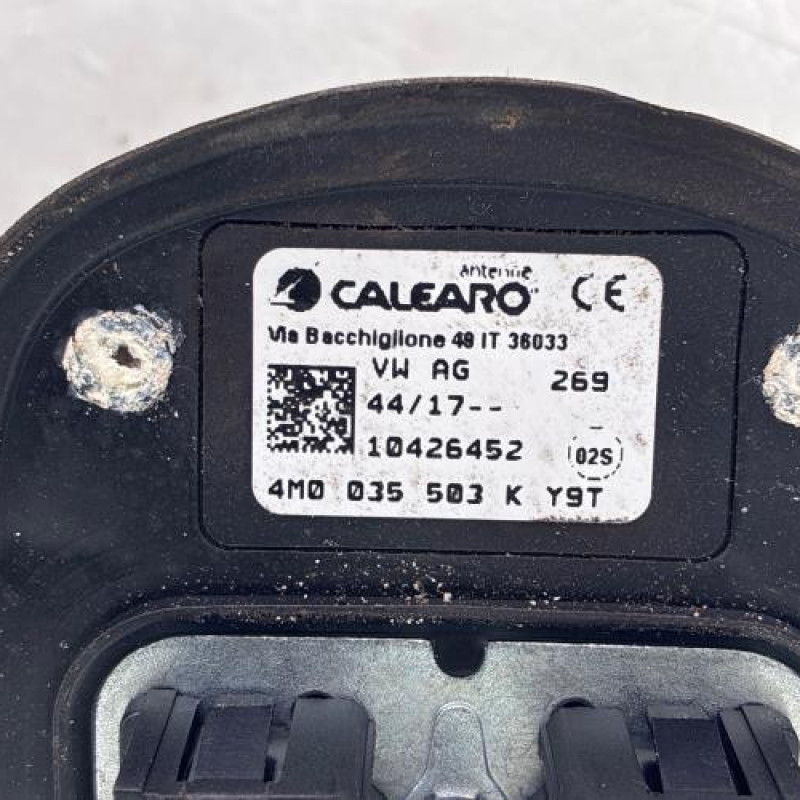 antenne
CALEARO CE
Via Bacchiglione 49 IT 36033
VW AG 269
44/17--
10426452 02S
4M0 035 503 K Y9T